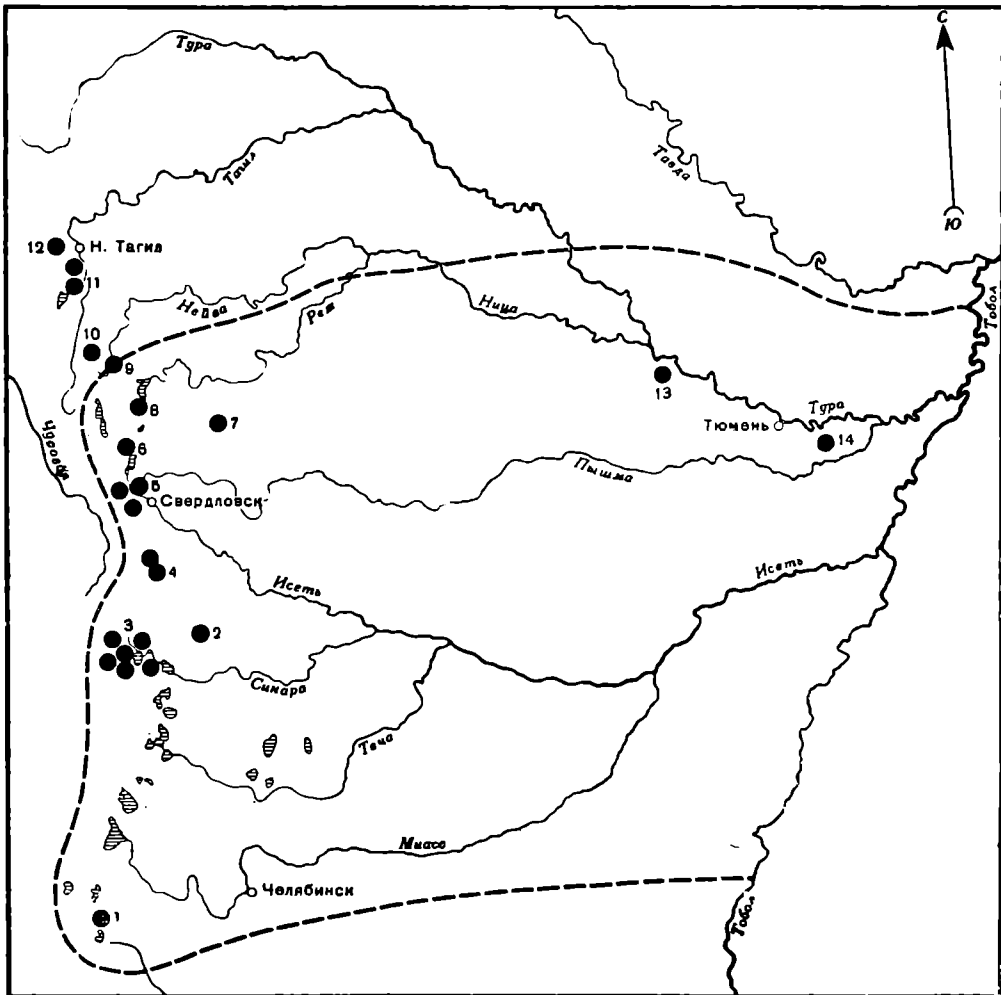 С
Тура
Тавда
Тагил
Ю
12
Н. Тагил
11
Нейва
Реж
Ница
Тобол
10
9
13
8
7
Тура
Тюмень
14
Чусовая
6
Пышма
5
Свердловск
4
Исеть
Исеть
3
2
Синара
Теча
Миасс
Челябинск
1
Тобол